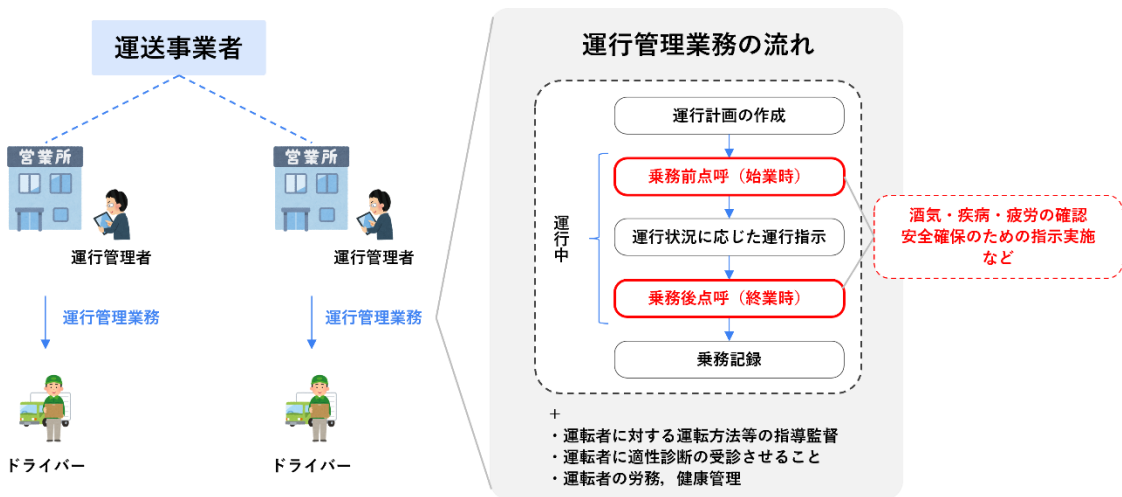 運送事業者
営業所
運行管理者
運行管理業務
ドライバー
営業所
運行管理者
運行管理業務
ドライバー
運行管理業務の流れ
運行計画の作成
乗務前点呼（始業時）
運行中
運行状況に応じた運行指示
乗務後点呼（終業時）
乗務記録
酒気・疾病・疲労の確認
安全確保のための指示実施
など
+
・運転者に対する運転方法等の指導監督
・運転者に適性診断の受診させること
・運転者の労務，健康管理